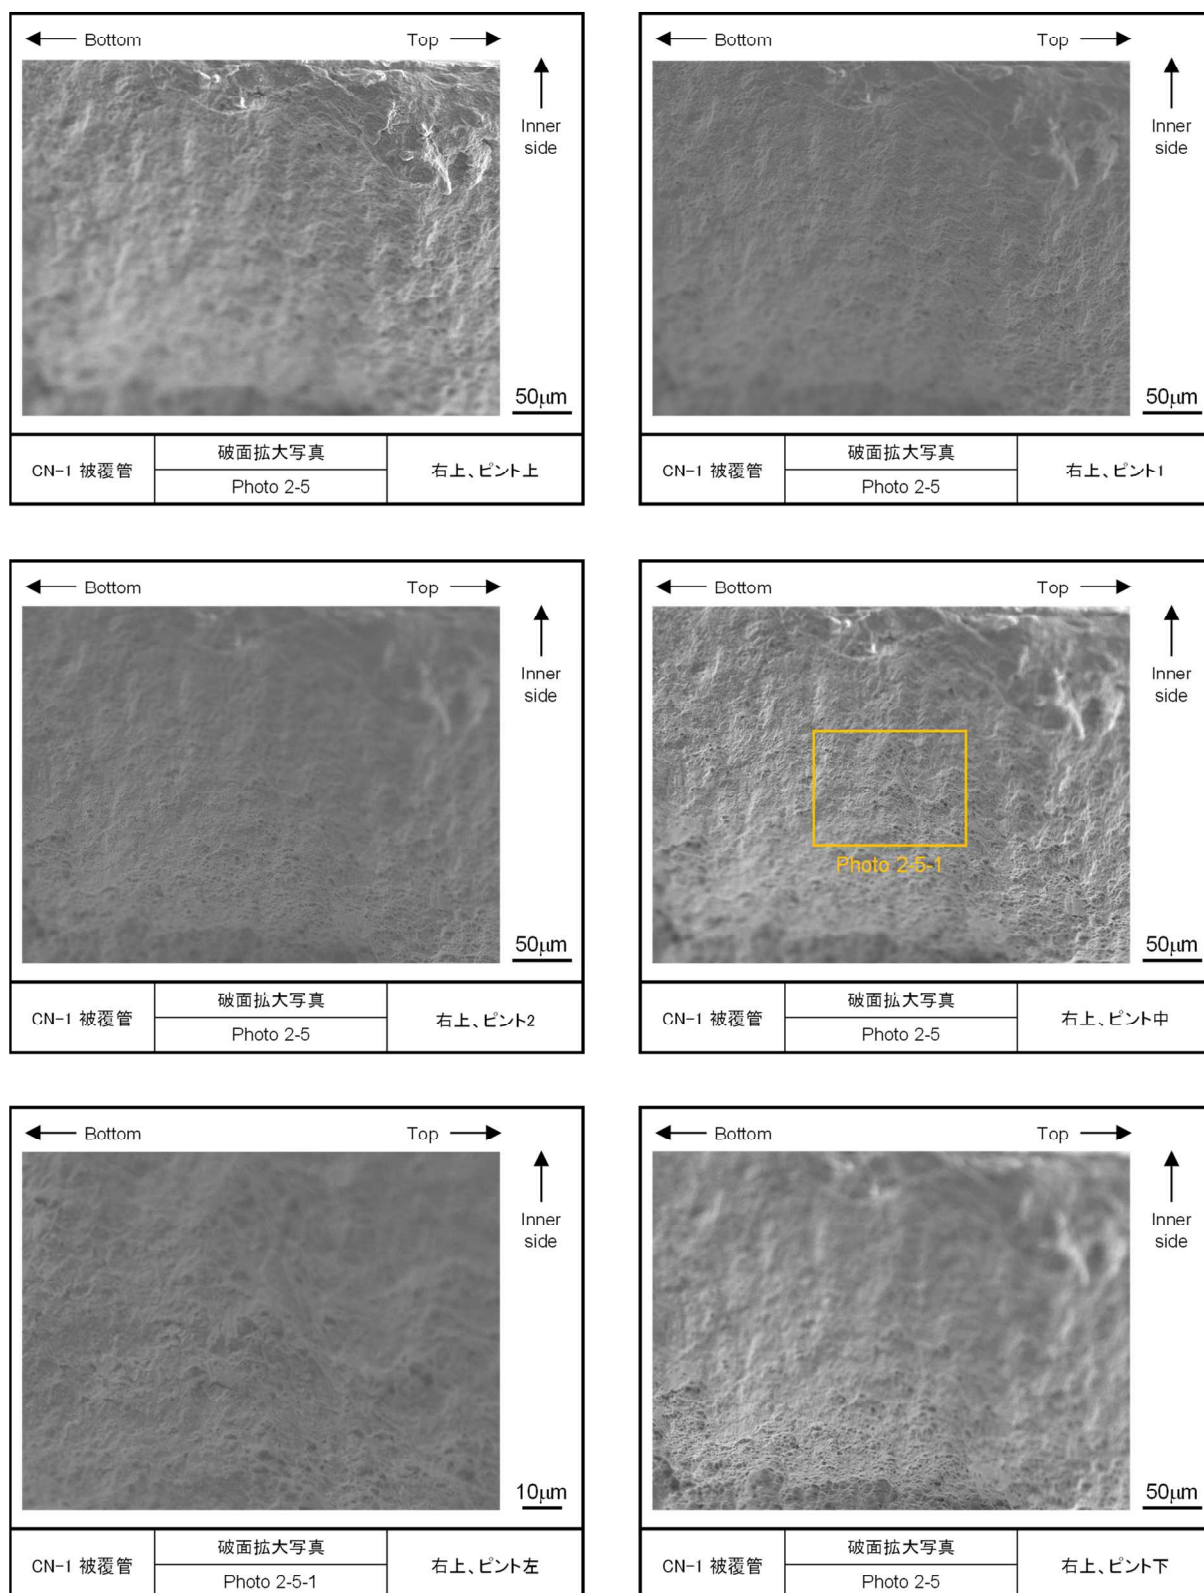 Bottom Top
Inner
side
50μm
CN-1 被覆管
破面拡大写真
Photo 2-5
右上、ピント上
Bottom Top
Inner
side
50μm
CN-1 被覆管
破面拡大写真
Photo 2-5
右上、ピント1
Bottom Top
Inner
side
50μm
CN-1 被覆管
破面拡大写真
Photo 2-5
右上、ピント2
Bottom Top
Inner
side
Photo 2-5-1
50μm
CN-1 被覆管
破面拡大写真
Photo 2-5
右上、ピント中
Bottom Top
Inner
side
10μm
CN-1 被覆管
破面拡大写真
Photo 2-5-1
右上、ピント左
Bottom Top
Inner
side
50μm
CN-1 被覆管
破面拡大写真
Photo 2-5
右上、ピント下